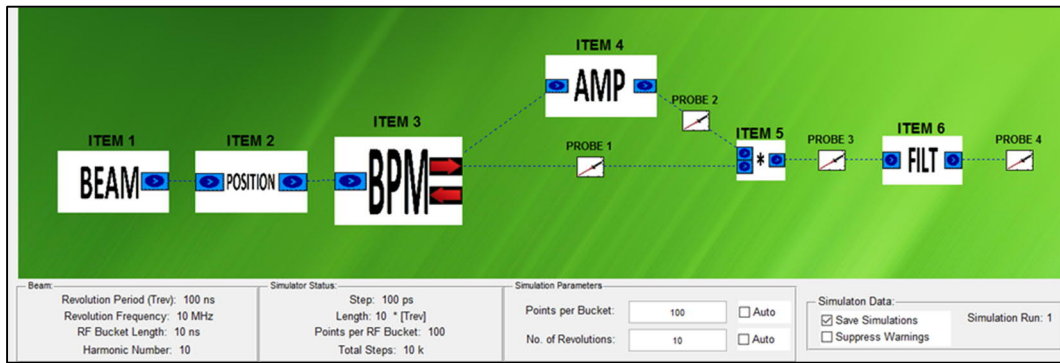 ITEM 4
AMP
PROBE 2
ITEM 1
ITEM 2
ITEM 3
PROBE 1
ITEM 5
PROBE 3
ITEM 6
PROBE 4
BEAM
POSITION
BPM
*
FILT
Beam:
Revolution Period (Trev): 100 ns
Revolution Frequency: 10 MHz
RF Bucket Length: 10 ns
Harmonic Number: 10
Simulator Status:
Step: 100 ps
Length: 10 * [Trev]
Points per RF Bucket: 100
Total Steps: 10 k
Simulation Parameters
Points per Bucket: 100 Auto
No. of Revolutions: 10 Auto
Simulaton Data:
Save Simulations
Suppress Warnings
Simulation Run: 1